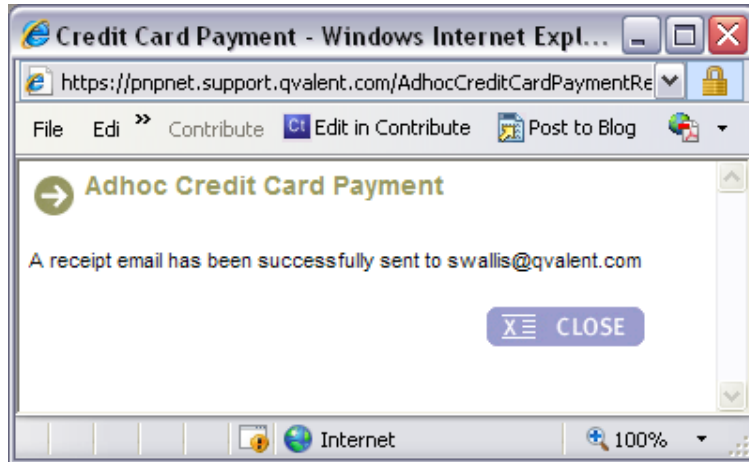 Credit Card Payment - Windows Internet Expl...
https://pnpnet.support.qvalent.com/AdhocCreditCardPaymentRe
File Edi » Contribute Ct Edit in Contribute Post to Blog
Adhoc Credit Card Payment
A receipt email has been successfully sent to swallis@qvalent.com
X CLOSE
Internet 100%